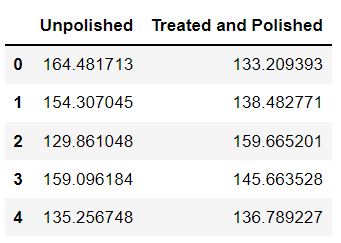 Unpolished Treated and Polished
0 164.481713 133.209393
1 154.307045 138.482771
2 129.861048 159.665201
3 159.096184 145.663528
4 135.256748 136.789227